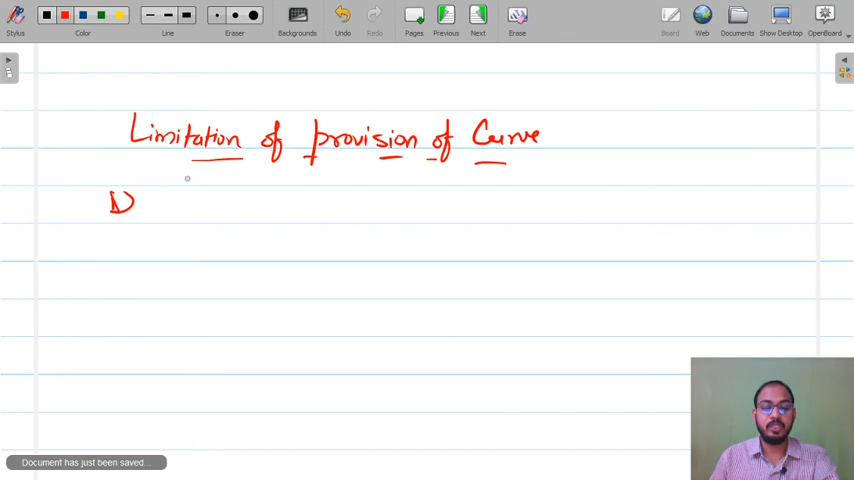 Stylus
Color
Line
Eraser
Backgrounds
Undo
Redo
Pages
Previous
Next
Erase
Board
Web
Documents
Show Desktop
OpenBoard
Limitation of provision of Curve
D
Document has just been saved...